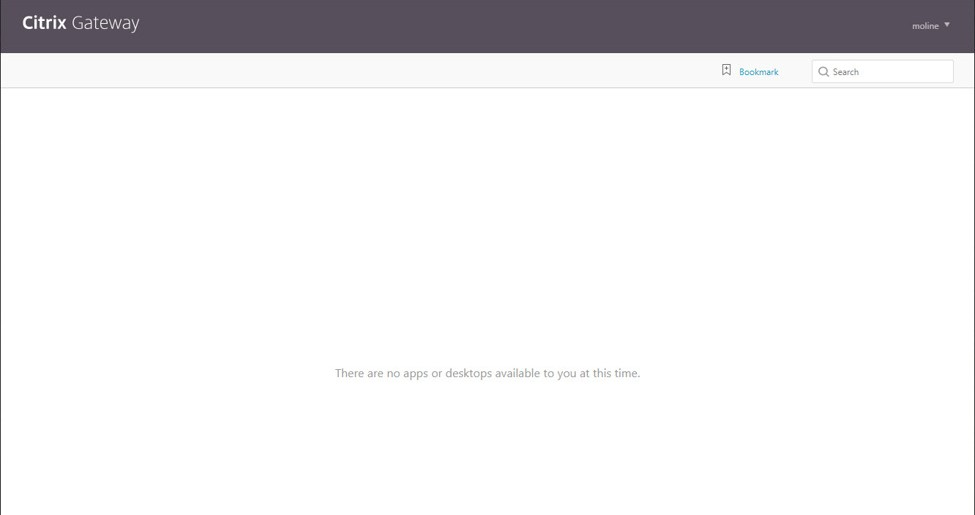 Citrix Gateway
moline
Bookmark
Search
There are no apps or desktops available to you at this time.